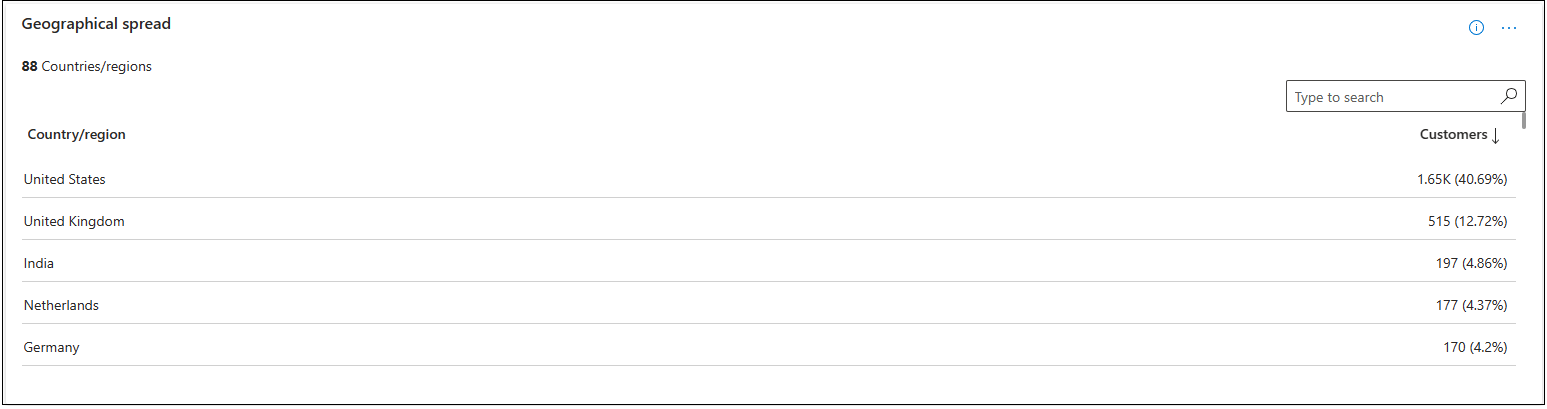 Geographical spread
88 Countries/regions
Type to search
Country/region Customers ↓
United States 1.65K (40.69%)
United Kingdom 515 (12.72%)
India 197 (4.86%)
Netherlands 177 (4.37%)
Germany 170 (4.2%)